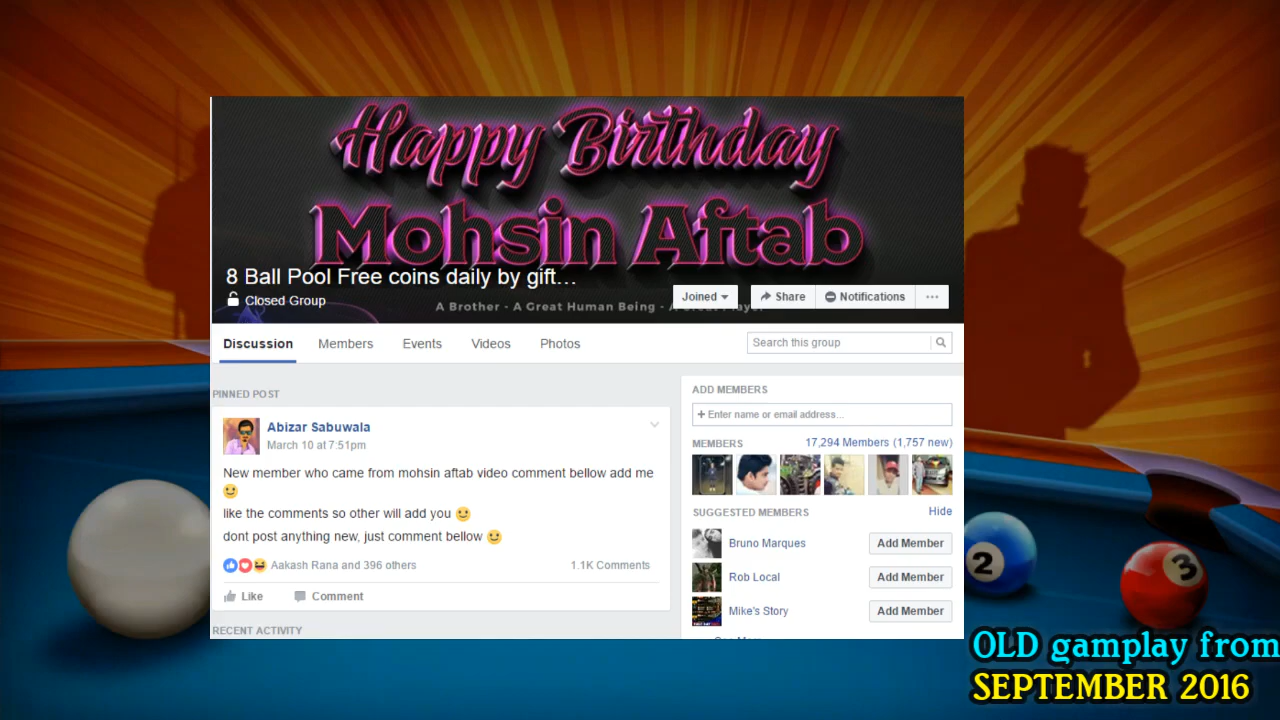 Happy Birthday
Mohsin Aftab
8 Ball Pool Free coins daily by gift...
Closed Group
A Brother - A Great Human Being - A Great Player
Joined
Share
Notifications
Discussion
Members
Events
Videos
Photos
Search this group
PINNED POST
Abizar Sabuwala
March 10 at 7:51pm
New member who came from mohsin aftab video comment bellow add me
🙂
like the comments so other will add you 🙂
dont post anything new, just comment bellow 🙂
Aakash Rana and 396 others
1.1K Comments
Like
Comment
RECENT ACTIVITY
ADD MEMBERS
+ Enter name or email address...
MEMBERS
17,294 Members (1,757 new)
SUGGESTED MEMBERS
Hide
Bruno Marques
Add Member
Rob Local
Add Member
Mike's Story
Add Member
2
3
OLD gamplay from
SEPTEMBER 2016